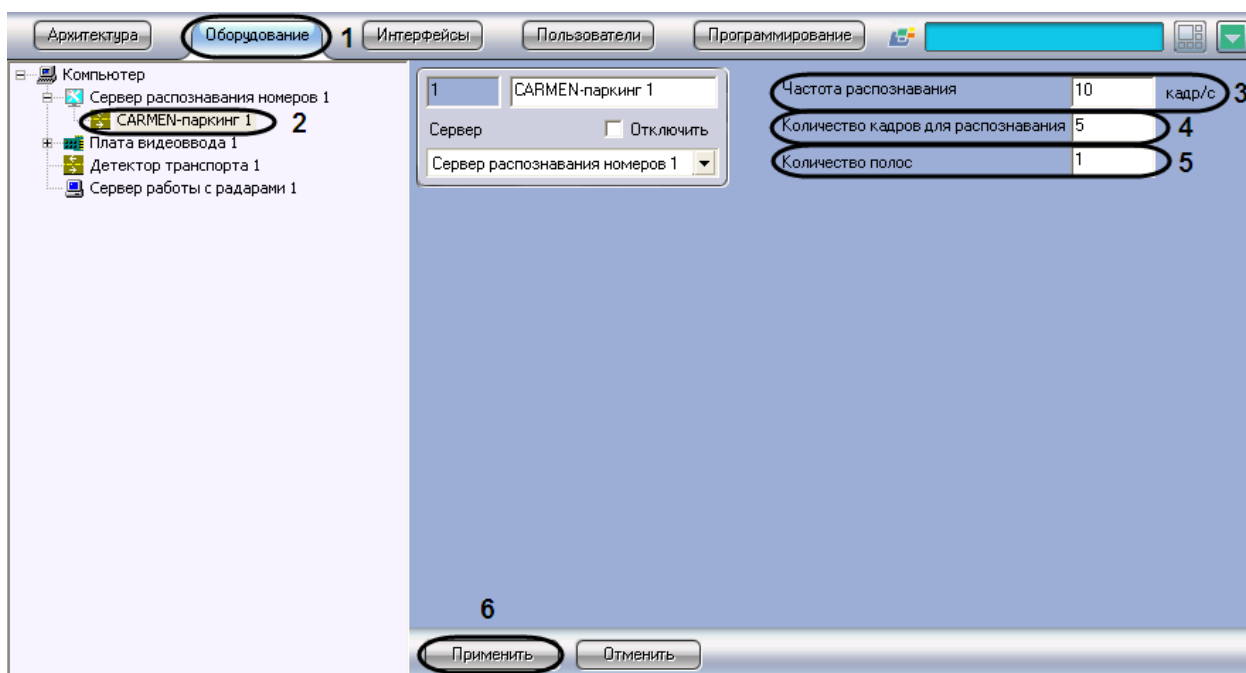 Архитектура Оборудование 1 Интерфейсы Пользователи Программирование
Компьютер
Сервер распознавания номеров 1
CARMEN-паркинг 1 2
Плата видеоввода 1
Детектор транспорта 1
Сервер работы с радарами 1
1 CARMEN-паркинг 1
Сервер Отключить
Сервер распознавания номеров 1
Частота распознавания 10 кадр/с 3
Количество кадров для распознавания 5 4
Количество полос 1 5
6
Применить Отменить